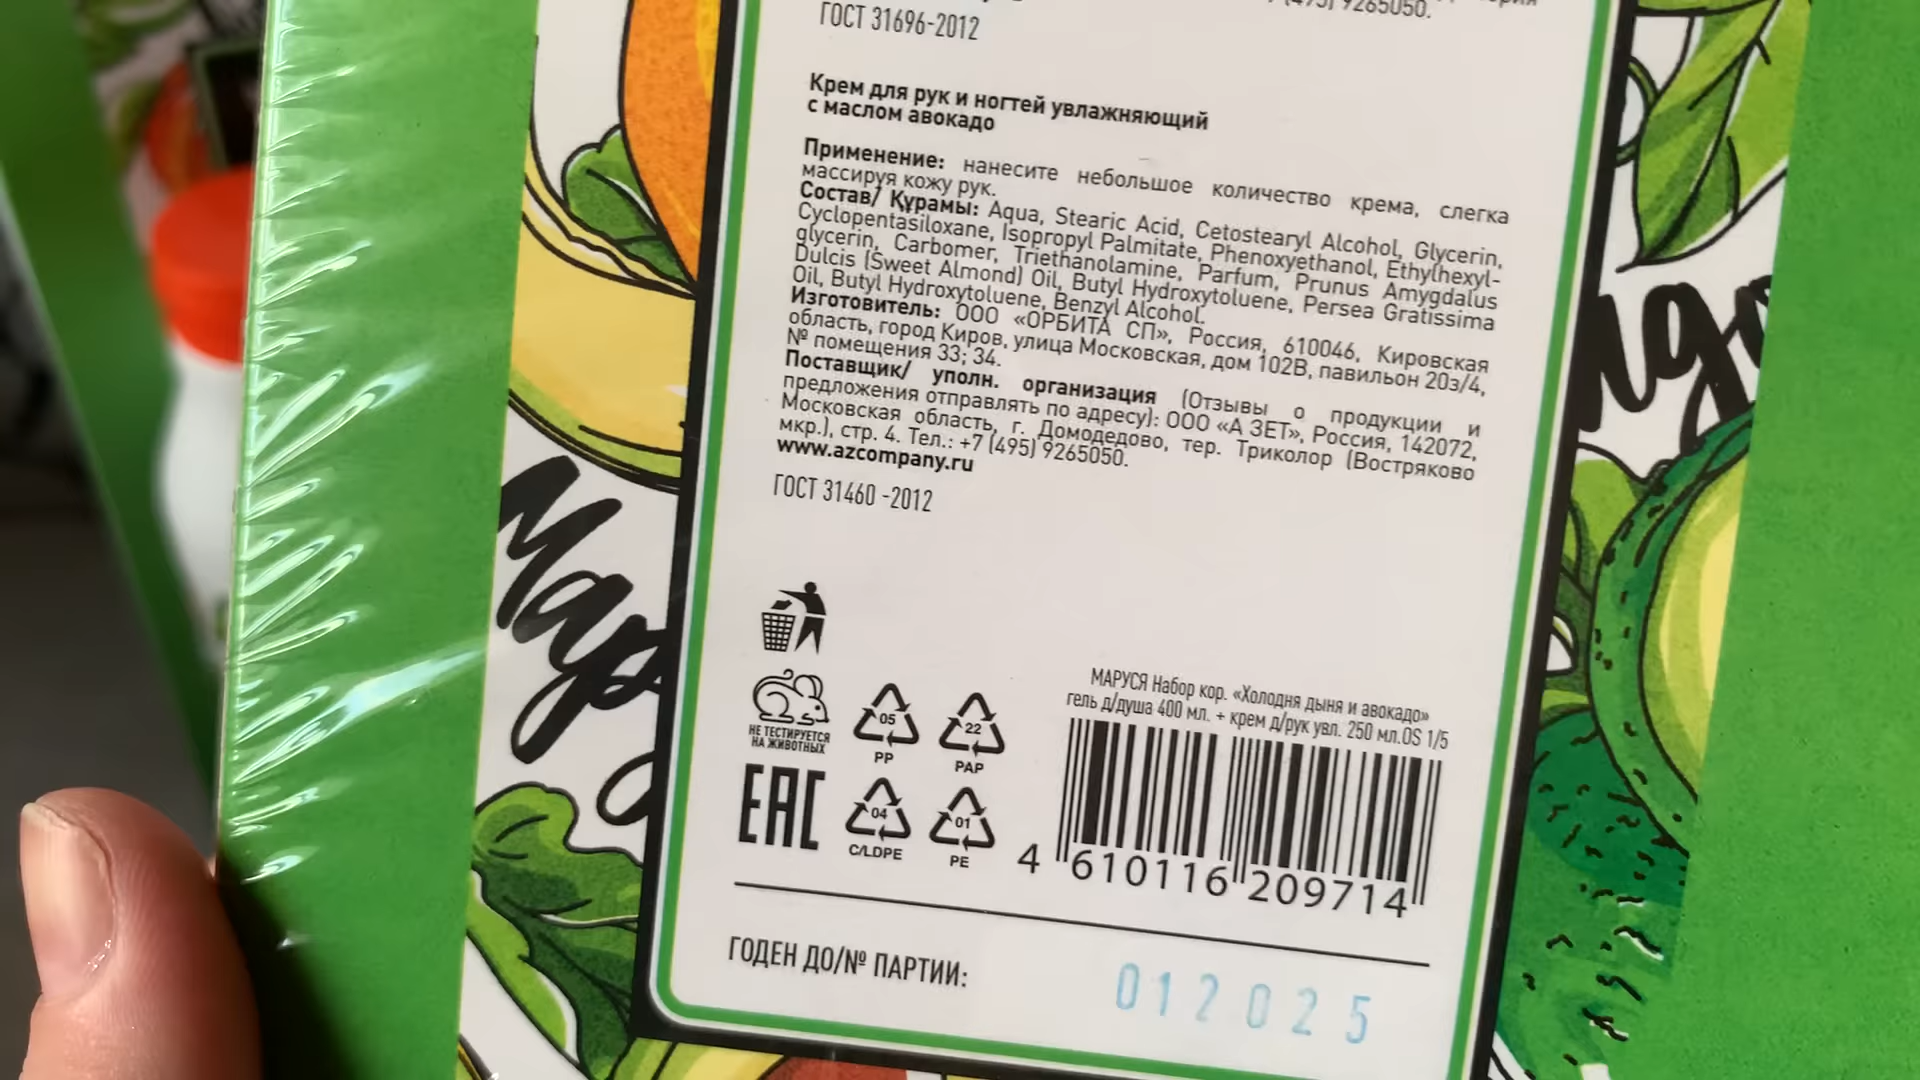 9265050.
ГОСТ 31696-2012
Крем для рук и ногтей увлажняющий
с маслом авокадо
Применение: нанесите небольшое количество крема, слегка
массируя кожу рук.
Состав/ Құрамы: Aqua, Stearic Acid, Cetostearyl Alcohol, Glycerin,
Cyclopentasiloxane, Isopropyl Palmitate, Phenoxyethanol, Ethylhexyl-
glycerin, Carbomer, Triethanolamine, Parfum, Prunus Amygdalus
Dulcis (Sweet Almond) Oil, Butyl Hydroxytoluene, Persea Gratissima
Oil, Butyl Hydroxytoluene, Benzyl Alcohol.
Изготовитель: ООО «ОРБИТА СП», Россия, 610046, Кировская
область, город Киров, улица Московская, дом 102В, павильон 20з/4,
№ помещения 33; 34.
Поставщик/ уполн. организация (Отзывы о продукции и
предложения отправлять по адресу): ООО «А ЗЕТ», Россия, 142072,
Московская область, г. Домодедово, тер. Триколор (Востряково
мкр.), стр. 4. Тел.: +7 (495) 9265050.
www.azcompany.ru
ГОСТ 31460 -2012
НЕ ТЕСТИРУЕТСЯ
НА ЖИВОТНЫХ
05
PP
22
PAP
EAC
04
C/LDPE
01
PE
МАРУСЯ Набор кор. «Холодня дыня и авокадо»
гель д/душа 400 мл. + крем д/рук увл. 250 мл.OS 1/5
4 610116 209714
ГОДЕН ДО/№ ПАРТИИ:
012025